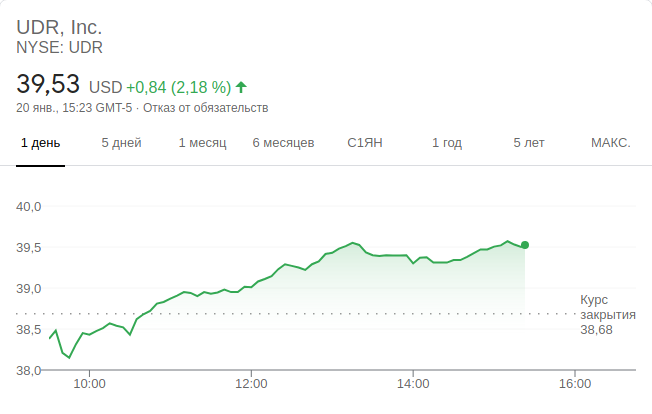 UDR, Inc.
NYSE: UDR
39,53 USD +0,84 (2,18 %)
20 янв., 15:23 GMT-5 · Отказ от обязательств
1 день 5 дней 1 месяц 6 месяцев С1ЯН 1 год 5 лет МАКС.
40,0
39,5
39,0
Курс
закрытия
38,68
38,5
38,0
10:00 12:00 14:00 16:00